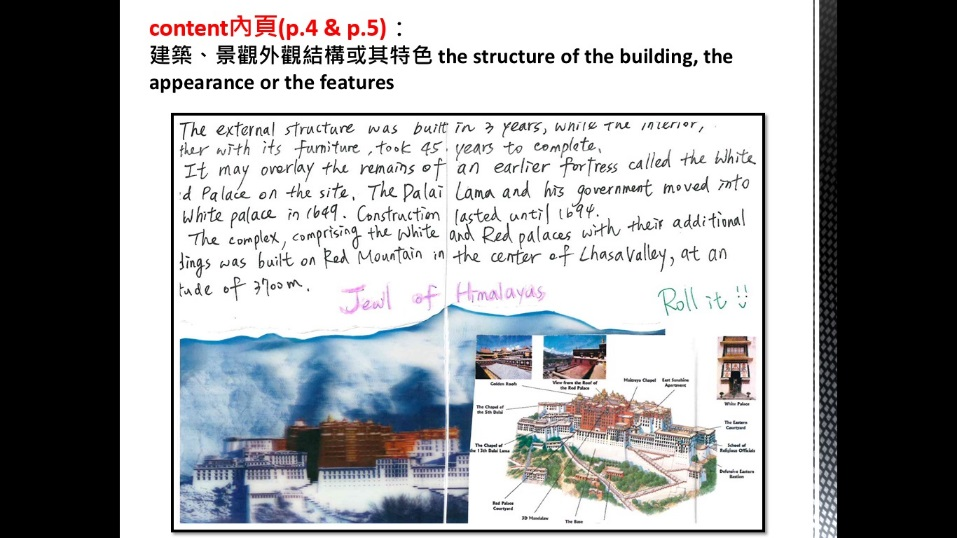 content內頁(p.4 & p.5)：
建築、景觀外觀結構或其特色 the structure of the building, the
appearance or the features
The external structure was built in 3 years, while the interior,
ther with its furniture, took 45 years to complete.
It may overlay the remains of an earlier fortress called the White
d Palace on the site. The Dalai Lama and his government moved into
White palace in 1649. Construction lasted until 1694.
The complex, comprising the White and Red palaces with their additional
dings was built on Red Mountain in the center of Lhasa Valley, at an
tude of 3700m.
Jewl of Himalayas
Roll it
Golden Roofs
View from the Roof of
the Red Palace
Maitreya Chapel
East Sunshine
Apartment
White Palace
The Chapel of
the 5th Dalai
The Eastern
Courtyard
The Chapel of
the 13th Dalai Lama
School of
Religious Officials
Defensive Eastern
Bastion
Red Palace
Courtyard
3D Mandalas
The Base